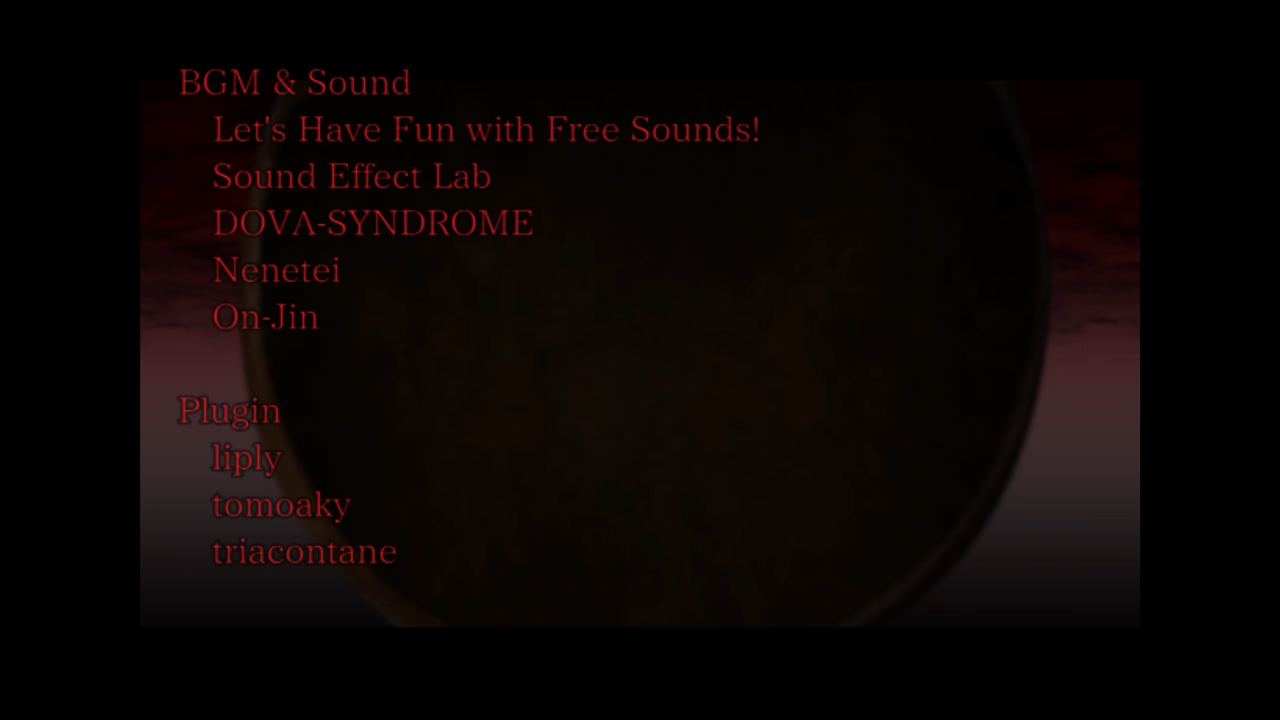 BGM & Sound
Let's Have Fun with Free Sounds!
Sound Effect Lab
DOVA-SYNDROME
Nenetei
On-Jin
Plugin
liply
tomoaky
triacontane